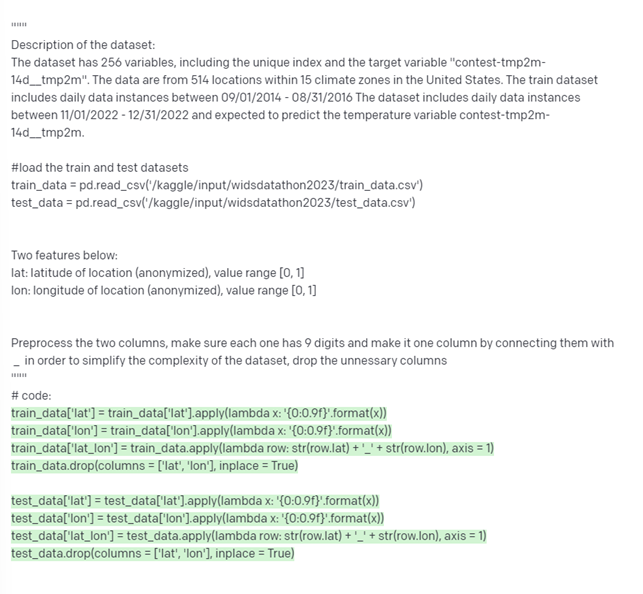 """
Description of the dataset:
The dataset has 256 variables, including the unique index and the target variable "contest-tmp2m-
14d__tmp2m". The data are from 514 locations within 15 climate zones in the United States. The train dataset
includes daily data instances between 09/01/2014 - 08/31/2016 The dataset includes daily data instances
between 11/01/2022 - 12/31/2022 and expected to predict the temperature variable contest-tmp2m-
14d__tmp2m.
#load the train and test datasets
train_data = pd.read_csv('/kaggle/input/widsdatathon2023/train_data.csv')
test_data = pd.read_csv('/kaggle/input/widsdatathon2023/test_data.csv')
Two features below:
lat: latitude of location (anonymized), value range [0, 1]
lon: longitude of location (anonymized), value range [0, 1]
Preprocess the two columns, make sure each one has 9 digits and make it one column by connecting them with
_ in order to simplify the complexity of the dataset, drop the unnessary columns
"""
# code:
train_data['lat'] = train_data['lat'].apply(lambda x: '{0:0.9f}'.format(x))
train_data['lon'] = train_data['lon'].apply(lambda x: '{0:0.9f}'.format(x))
train_data['lat_lon'] = train_data.apply(lambda row: str(row.lat) + '_' + str(row.lon), axis = 1)
train_data.drop(columns = ['lat', 'lon'], inplace = True)
test_data['lat'] = test_data['lat'].apply(lambda x: '{0:0.9f}'.format(x))
test_data['lon'] = test_data['lon'].apply(lambda x: '{0:0.9f}'.format(x))
test_data['lat_lon'] = test_data.apply(lambda row: str(row.lat) + '_' + str(row.lon), axis = 1)
test_data.drop(columns = ['lat', 'lon'], inplace = True)